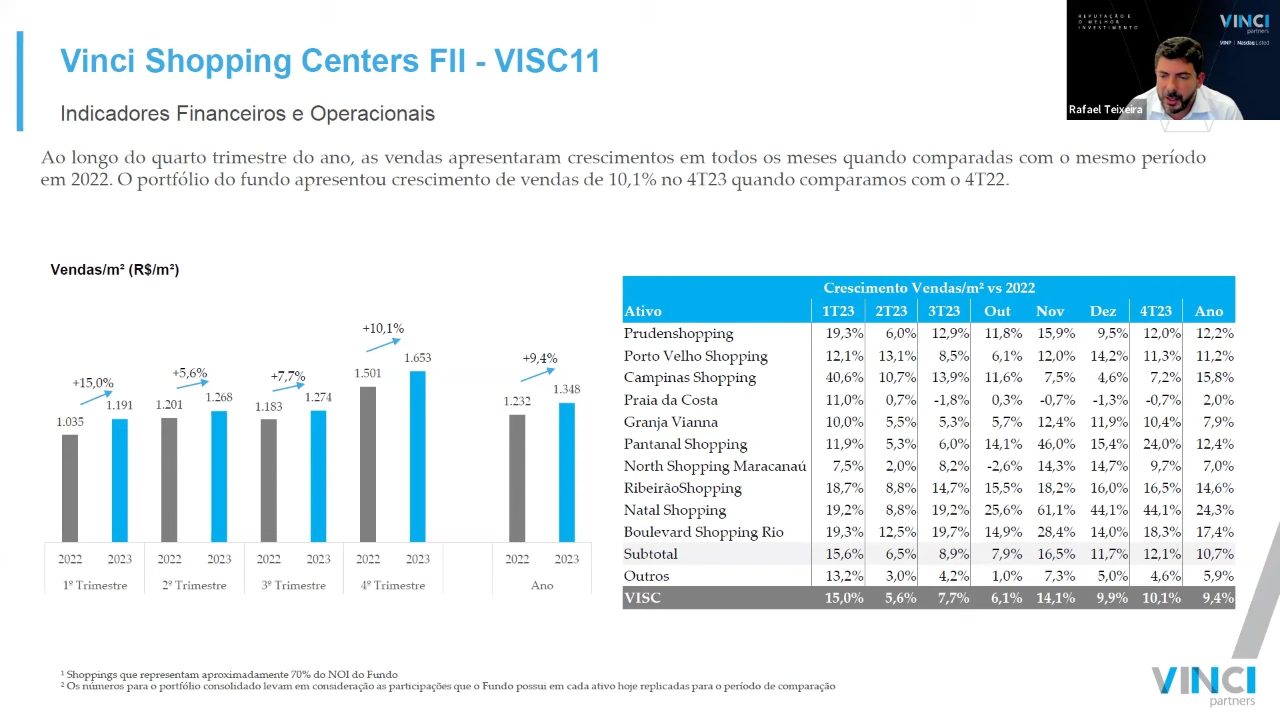 Vinci Shopping Centers FII - VISC11
Indicadores Financeiros e Operacionais
REPUTAÇÃO É
O MELHOR
INVESTIMENTO
VINCI
partners
VINP | Nasdaq Listed
Rafael Teixeira
Ao longo do quarto trimestre do ano, as vendas apresentaram crescimentos em todos os meses quando comparadas com o mesmo período
em 2022. O portfólio do fundo apresentou crescimento de vendas de 10,1% no 4T23 quando comparamos com o 4T22.
Vendas/m² (R$/m²)
+15,0%
1.035
1.191
+5,6%
1.201
1.268
+7,7%
1.183
1.274
+10,1%
1.501
1.653
+9,4%
1.232
1.348
2022 2023 2022 2023 2022 2023 2022 2023 2022 2023
1º Trimestre 2º Trimestre 3º Trimestre 4º Trimestre Ano
Crescimento Vendas/m² vs 2022
Ativo 1T23 2T23 3T23 Out Nov Dez 4T23 Ano
Prudenshopping 19,3% 6,0% 12,9% 11,8% 15,9% 9,5% 12,0% 12,2%
Porto Velho Shopping 12,1% 13,1% 8,5% 6,1% 12,0% 14,2% 11,3% 11,2%
Campinas Shopping 40,6% 10,7% 13,9% 11,6% 7,5% 4,6% 7,2% 15,8%
Praia da Costa 11,0% 0,7% -1,8% 0,3% -0,7% -1,3% -0,7% 2,0%
Granja Vianna 10,0% 5,5% 5,3% 5,7% 12,4% 11,9% 10,4% 7,9%
Pantanal Shopping 11,9% 5,3% 6,0% 14,1% 46,0% 15,4% 24,0% 12,4%
North Shopping Maracanaú 7,5% 2,0% 8,2% -2,6% 14,3% 14,7% 9,7% 7,0%
RibeirãoShopping 18,7% 8,8% 14,7% 15,5% 18,2% 16,0% 16,5% 14,6%
Natal Shopping 19,2% 8,8% 19,2% 25,6% 61,1% 44,1% 44,1% 24,3%
Boulevard Shopping Rio 19,3% 12,5% 19,7% 14,9% 28,4% 14,0% 18,3% 17,4%
Subtotal 15,6% 6,5% 8,9% 7,9% 16,5% 11,7% 12,1% 10,7%
Outros 13,2% 3,0% 4,2% 1,0% 7,3% 5,0% 4,6% 5,9%
VISC 15,0% 5,6% 7,7% 6,1% 14,1% 9,9% 10,1% 9,4%
¹ Shoppings que representam aproximadamente 70% do NOI do Fundo
² Os números para o portfólio consolidado levam em consideração as participações que o Fundo possui em cada ativo hoje replicadas para o período de comparação
VINCI
partners